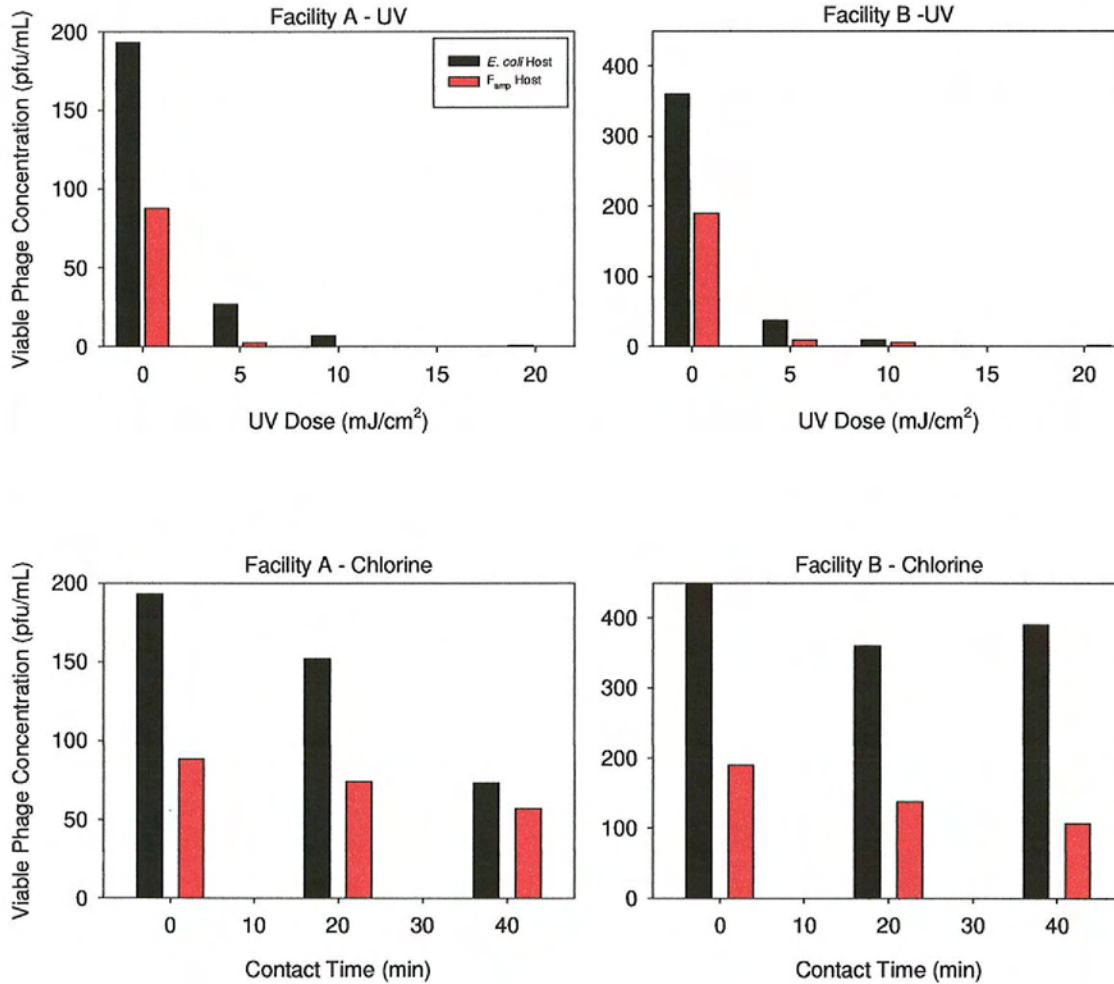 Facility A - UV
Facility B -UV
Viable Phage Concentration (pfu/mL)
200
150
100
50
0
E. coli Host
Famp Host
400
300
200
100
0
0 5 10 15 20
0 5 10 15 20
UV Dose (mJ/cm²)
UV Dose (mJ/cm²)
Facility A - Chlorine
Facility B - Chlorine
Viable Phage Concentration (pfu/mL)
200
150
100
50
0
400
300
200
100
0
0 10 20 30 40
0 10 20 30 40
Contact Time (min)
Contact Time (min)